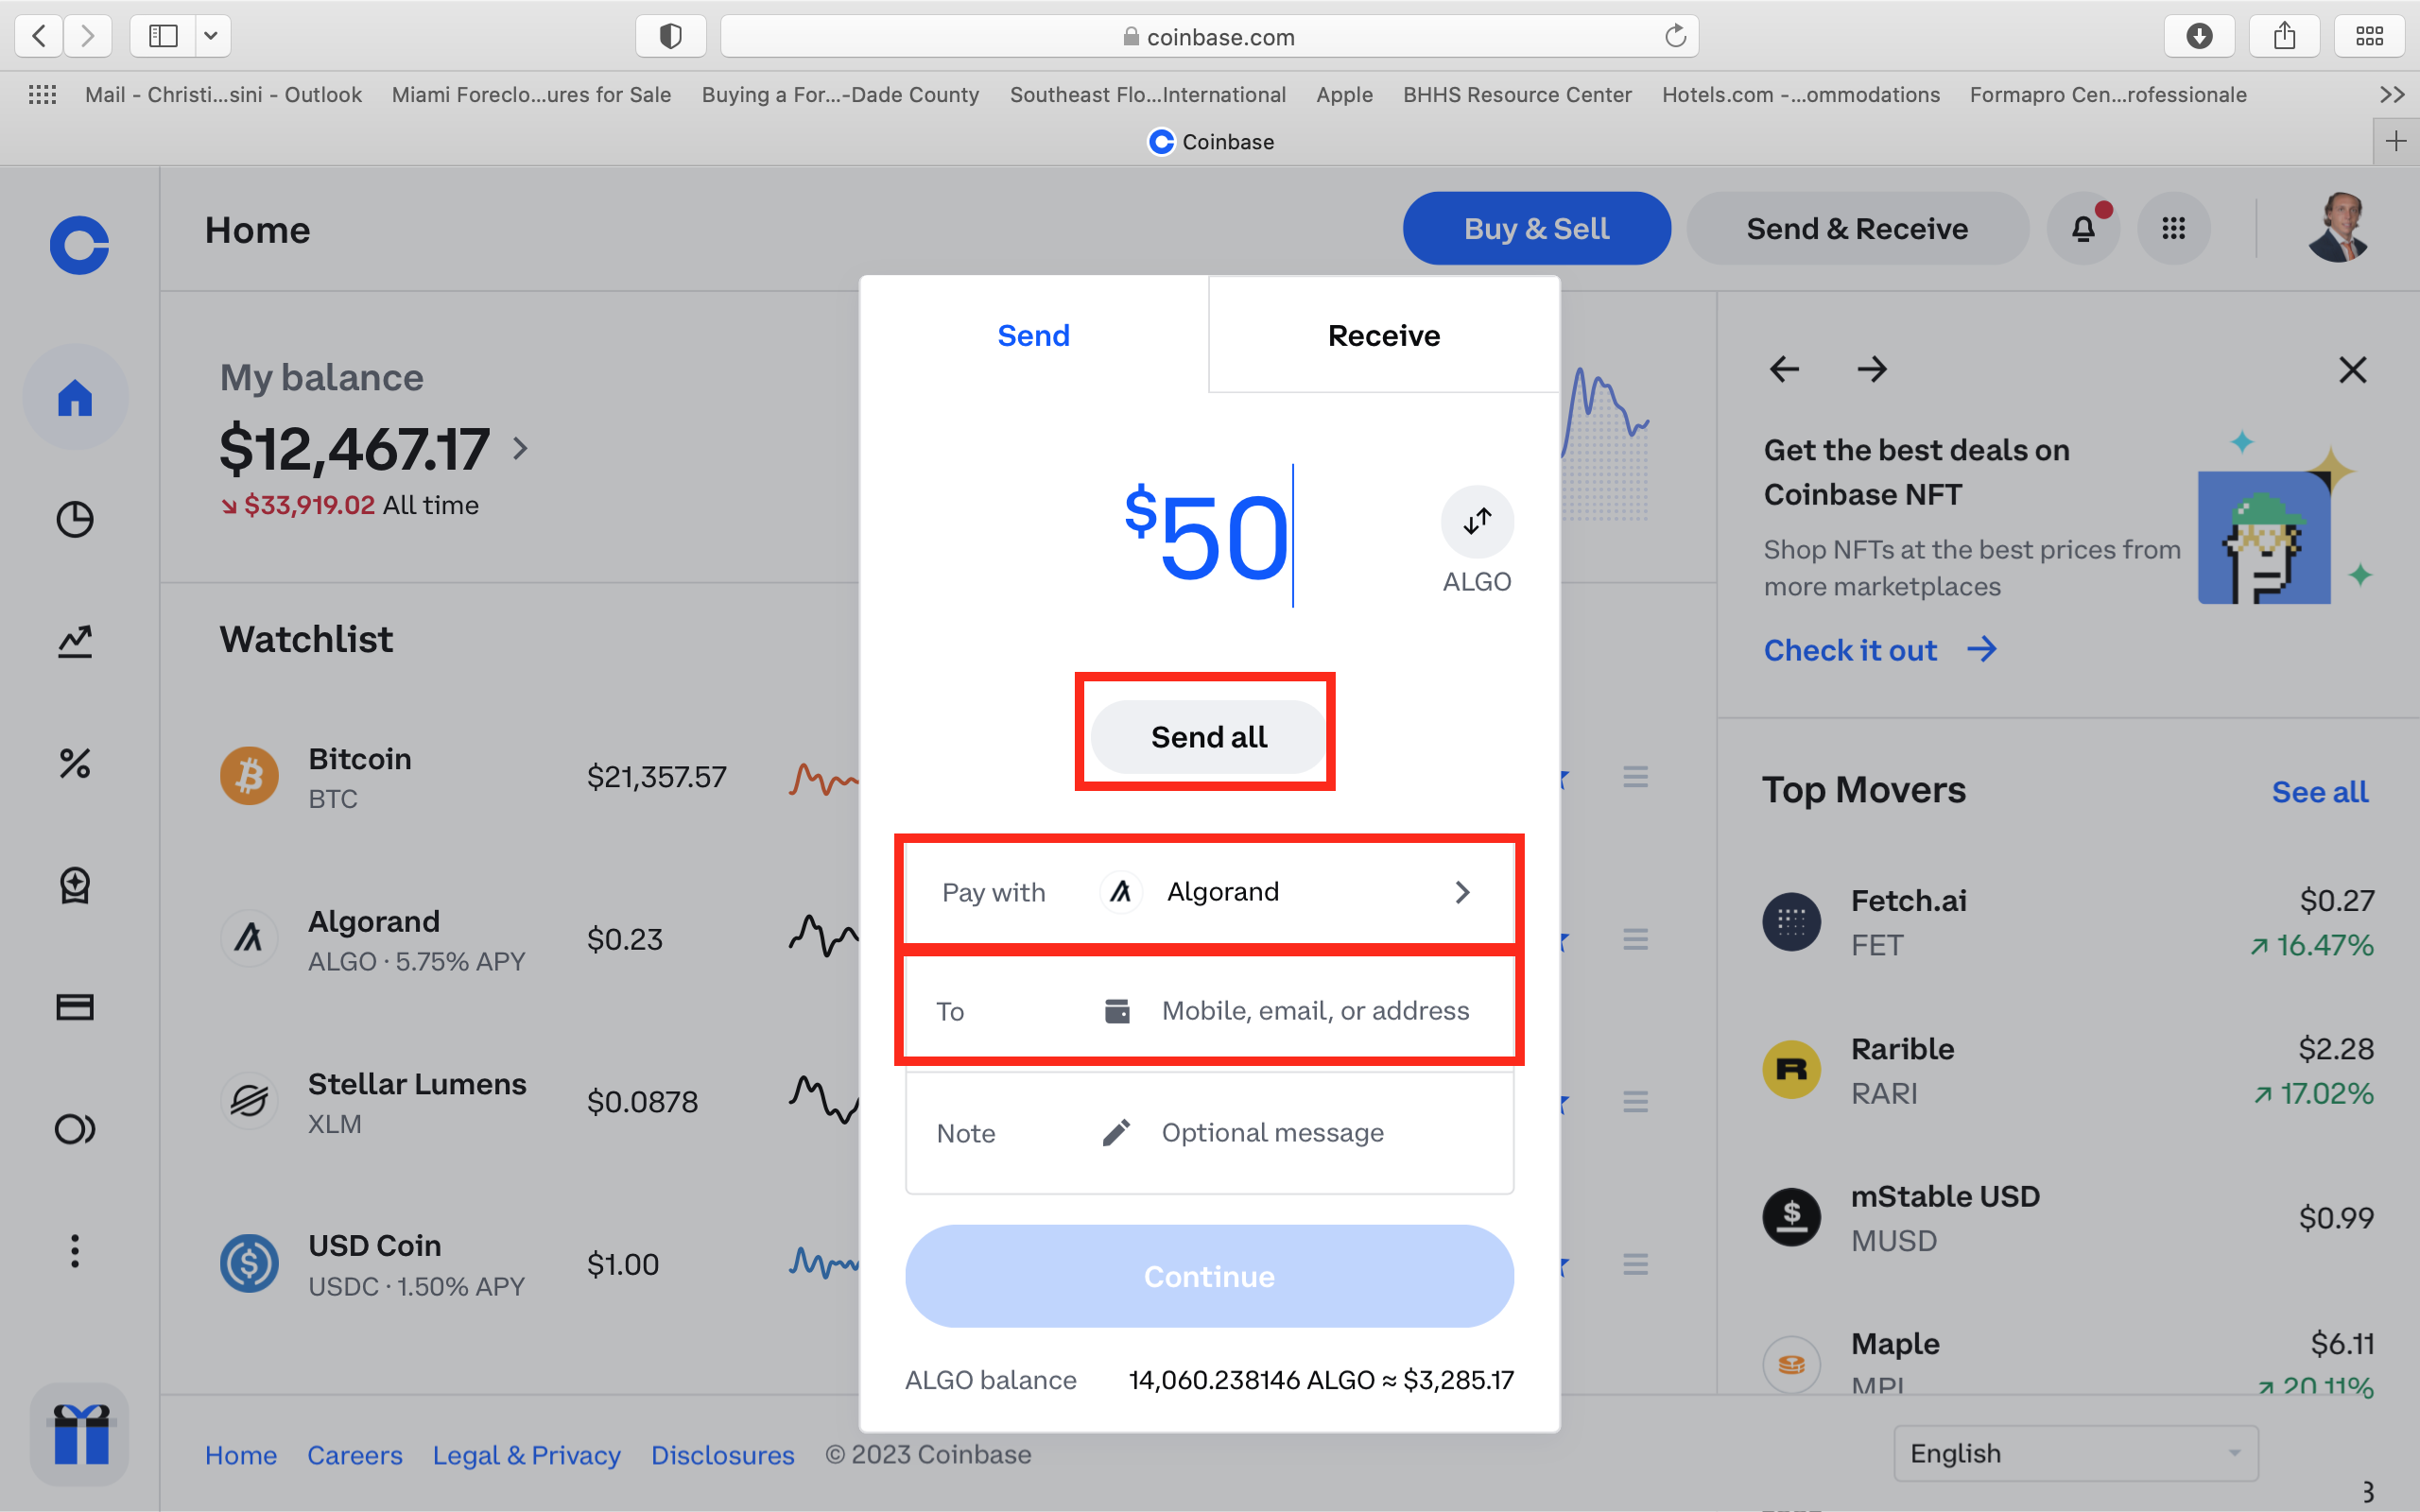 coinbase.com
Mail - Christi...sini - Outlook
Miami Foreclo...ures for Sale
Buying a For...-Dade County
Southeast Flo...International
Apple
BHHS Resource Center
Hotels.com -...ommodations
Formapro Cen...rofessionale
Coinbase
Home
Buy & Sell
Send & Receive
My balance
$12,467.17
$33,919.02 All time
Watchlist
Bitcoin
BTC
$21,357.57
Algorand
ALGO · 5.75% APY
$0.23
Stellar Lumens
XLM
$0.0878
USD Coin
USDC · 1.50% APY
$1.00
Send
Receive
$50
ALGO
Send all
Pay with
Algorand
To
Mobile, email, or address
Note
Optional message
Continue
ALGO balance
14,060.238146 ALGO ≈ $3,285.17
Get the best deals on
Coinbase NFT
Shop NFTs at the best prices from
more marketplaces
Check it out
Top Movers
See all
Fetch.ai
FET
$0.27
16.47%
Rarible
RARI
$2.28
17.02%
mStable USD
MUSD
$0.99
Maple
MPL
$6.11
20.11%
Home
Careers
Legal & Privacy
Disclosures
© 2023 Coinbase
English